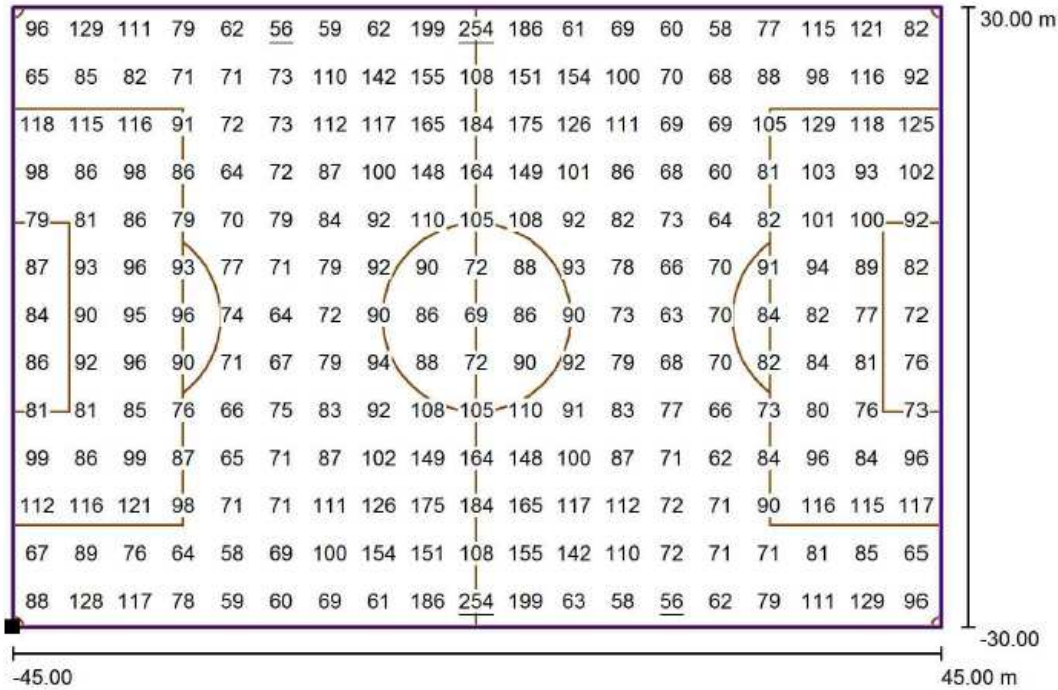 96 129 111 79 62 56 59 62 199 254 186 61 69 60 58 77 115 121 82
30.00 m
65 85 82 71 71 73 110 142 155 108 151 154 100 70 68 88 98 116 92
118 115 116 91 72 73 112 117 165 184 175 126 111 69 69 105 129 118 125
98 86 98 86 64 72 87 100 148 164 149 101 86 68 60 81 103 93 102
79 81 86 79 70 79 84 92 110 105 108 92 82 73 64 82 101 100 92
87 93 96 93 77 71 79 92 90 72 88 93 78 66 70 91 94 89 82
84 90 95 96 74 64 72 90 86 69 86 90 73 63 70 84 82 77 72
86 92 96 90 71 67 79 94 88 72 90 92 79 68 70 82 84 81 76
81 81 85 76 66 75 83 92 108 105 110 91 83 77 66 73 80 76 73
99 86 99 87 65 71 87 102 149 164 148 100 87 71 62 84 96 84 96
112 116 121 98 71 71 111 126 175 184 165 117 112 72 71 90 116 115 117
67 89 76 64 58 69 100 154 151 108 155 142 110 72 71 71 81 85 65
88 128 117 78 59 60 69 61 186 254 199 63 58 56 62 79 111 129 96
-30.00
-45.00
45.00 m